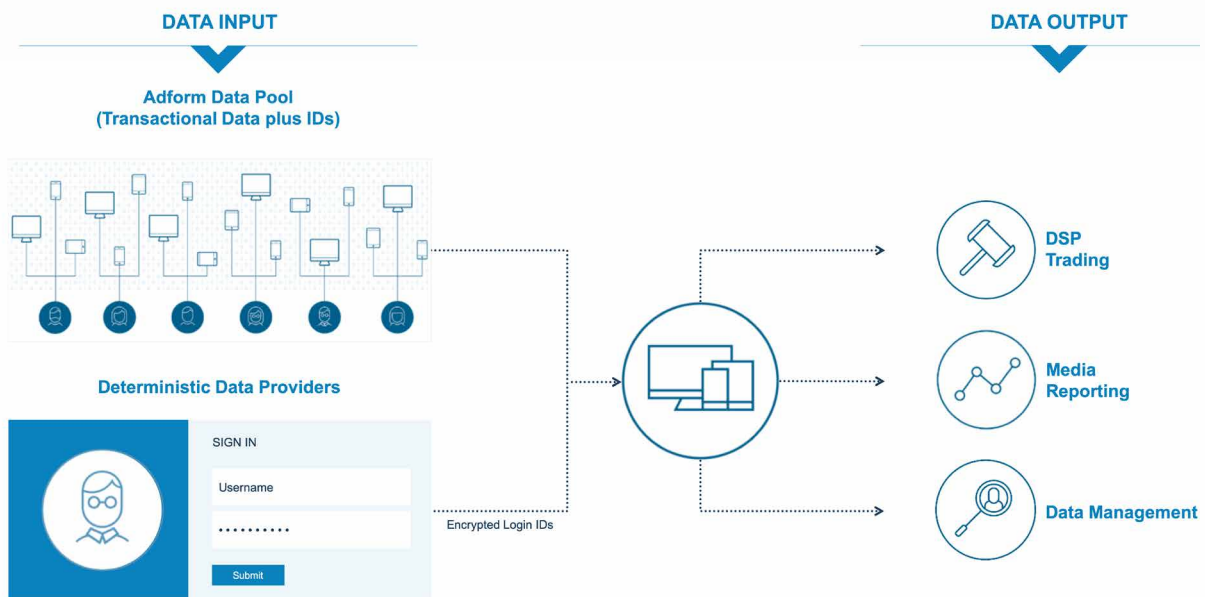 DATA INPUT
DATA OUTPUT
Adform Data Pool
(Transactional Data plus IDs)
DSP
Trading
Media
Reporting
Deterministic Data Providers
SIGN IN
Username
••••••••••
Submit
Encrypted Login IDs
Data Management